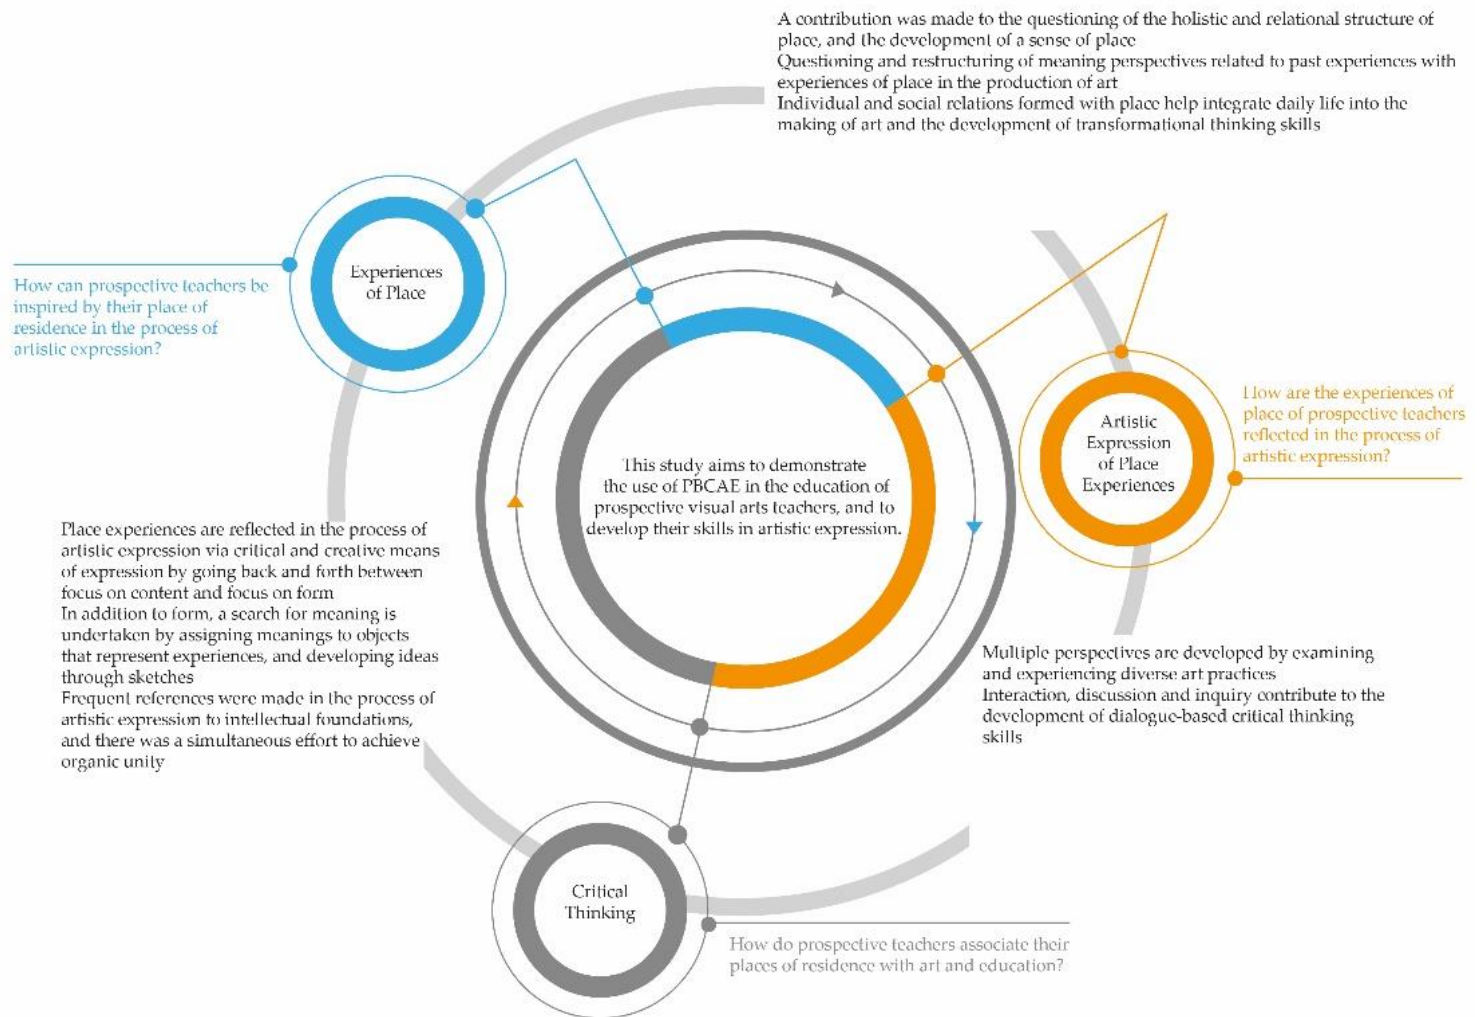 A contribution was made to the questioning of the holistic and relational structure of
place, and the development of a sense of place
Questioning and restructuring of meaning perspectives related to past experiences with
experiences of place in the production of art
Individual and social relations formed with place help integrate daily life into the
making of art and the development of transformational thinking skills
Experiences
of Place
How can prospective teachers be
inspired by their place of
residence in the process of
artistic expression?
This study aims to demonstrate
the use of PBCAE in the education of
prospective visual arts teachers, and to
develop their skills in artistic expression.
Artistic
Expression
of Place
Experiences
How are the experiences of
place of prospective teachers
reflected in the process of
artistic expression?
Place experiences are reflected in the process of
artistic expression via critical and creative means
of expression by going back and forth between
focus on content and focus on form
In addition to form, a search for meaning is
undertaken by assigning meanings to objects
that represent experiences, and developing ideas
through sketches
Frequent references were made in the process of
artistic expression to intellectual foundations,
and there was a simultaneous effort to achieve
organic unity
Multiple perspectives are developed by examining
and experiencing diverse art practices
Interaction, discussion and inquiry contribute to the
development of dialogue-based critical thinking
skills
Critical
Thinking
How do prospective teachers associate their
places of residence with art and education?